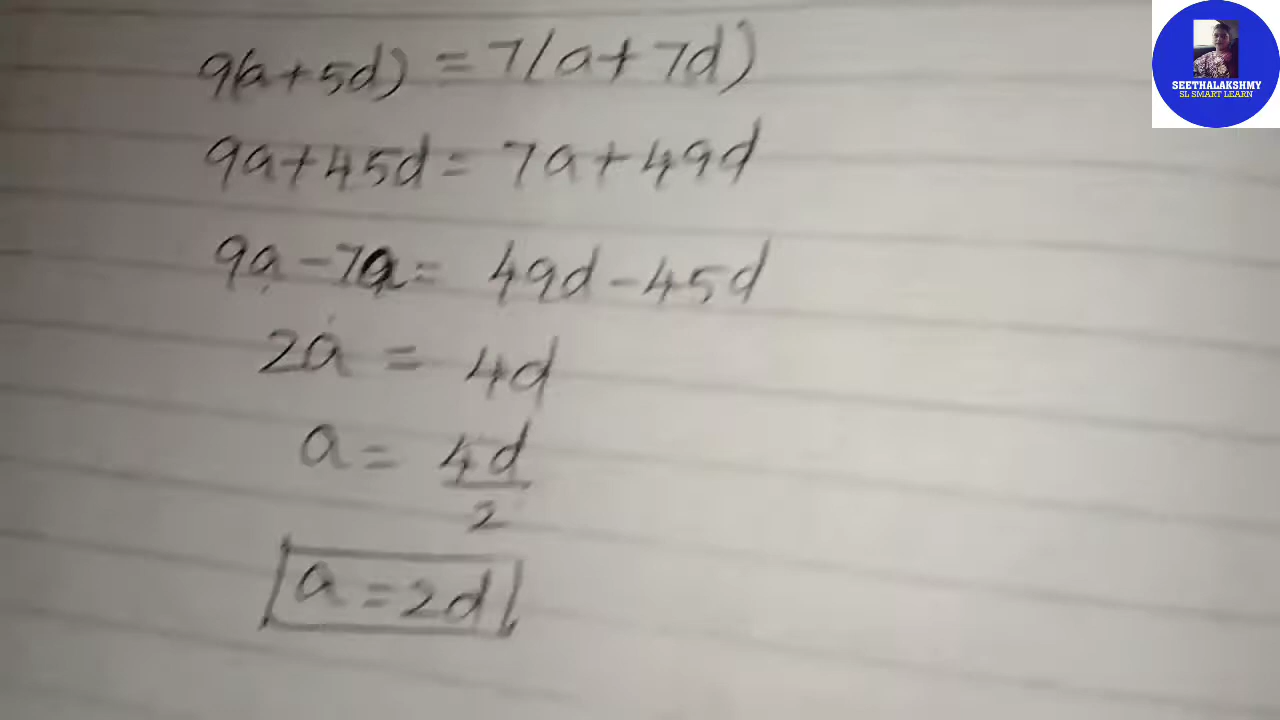 9(a+5d) = 7(a+7d)
9a+45d = 7a+49d
9a-7a = 49d-45d
2a = 4d
a = 4d
2
a = 2d
SEETHALAKSHMY
SL SMART LEARN